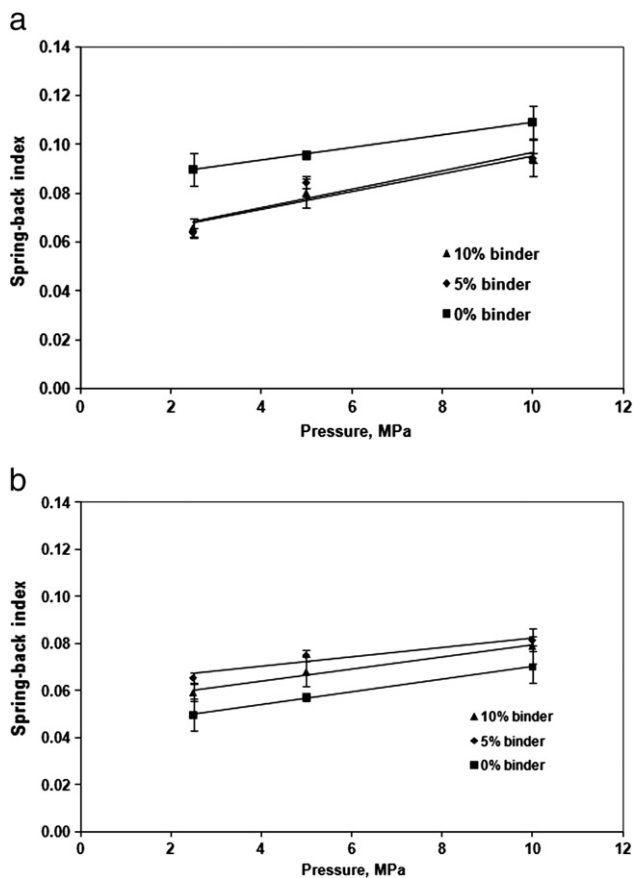 a
0.14
0.12
0.10
0.08
0.06
0.04
0.02
0.00
Spring-back index
10% binder
5% binder
0% binder
0 2 4 6 8 10 12
Pressure, MPa
b
0.14
0.12
0.10
0.08
0.06
0.04
0.02
0.00
Spring-back index
10% binder
5% binder
0% binder
0 2 4 6 8 10 12
Pressure, MPa